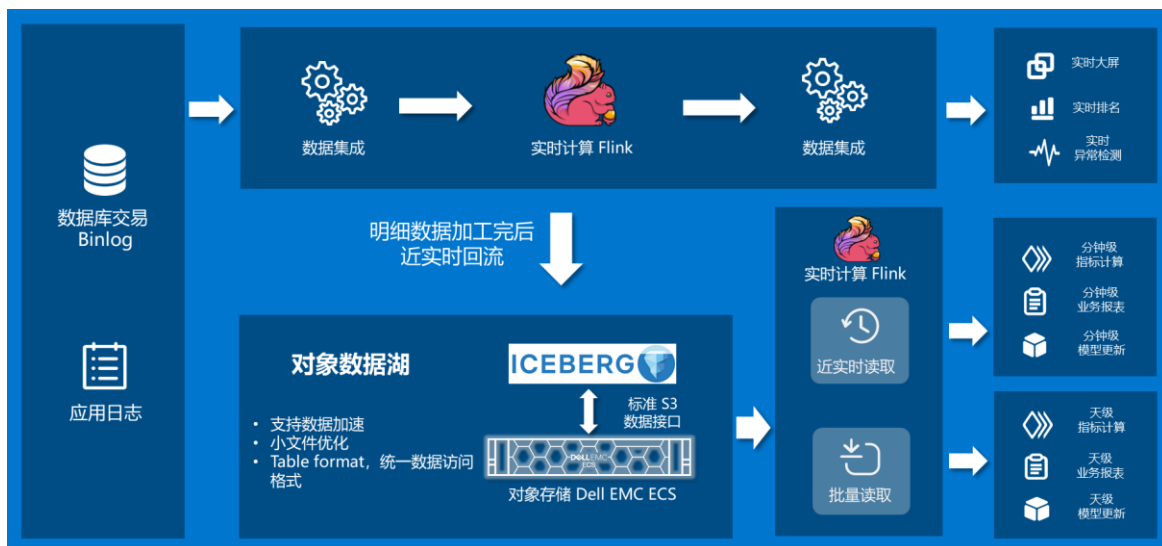 数据库交易
Binlog
应用日志
数据集成
实时计算 Flink
数据集成
实时大屏
实时排名
实时
异常检测
明细数据加工完后
近实时回流
对象数据湖
ICEBERG
• 支持数据加速
• 小文件优化
• Table format，统一数据访问
格式
标准 S3
数据接口
DELLEMC
ECS
对象存储 Dell EMC ECS
实时计算 Flink
近实时读取
批量读取
分钟级
指标计算
分钟级
业务报表
分钟级
模型更新
天级
指标计算
天级
业务报表
天级
模型更新